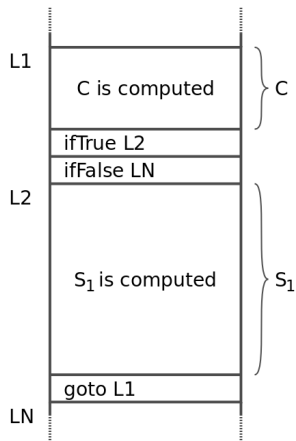 L1
C is computed
C
ifTrue L2
ifFalse LN
L2
S₁ is computed
S₁
goto L1
LN